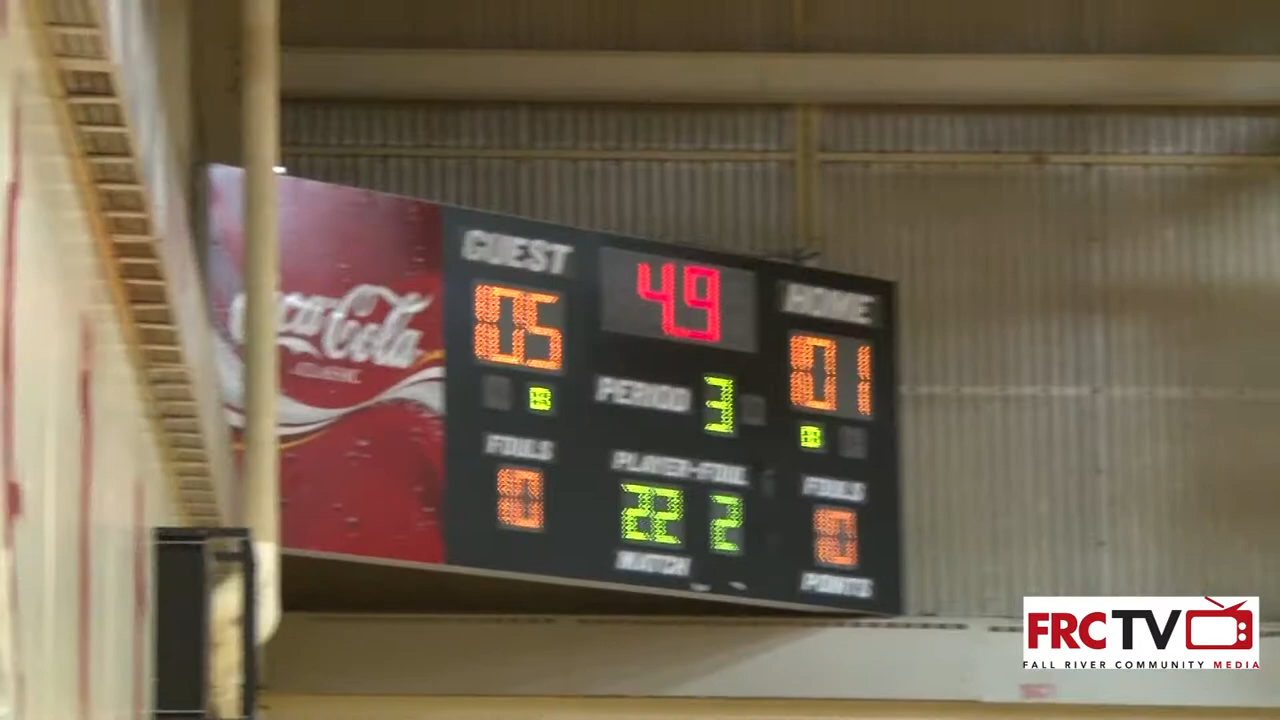 GUEST
49
HOME
05
01
Coca-Cola
CLASSIC
PERIOD 3
FOULS
PLAYER-FOUL
FOULS
0
22 2
0
MATCH
POINTS
FRCTV
FALL RIVER COMMUNITY MEDIA